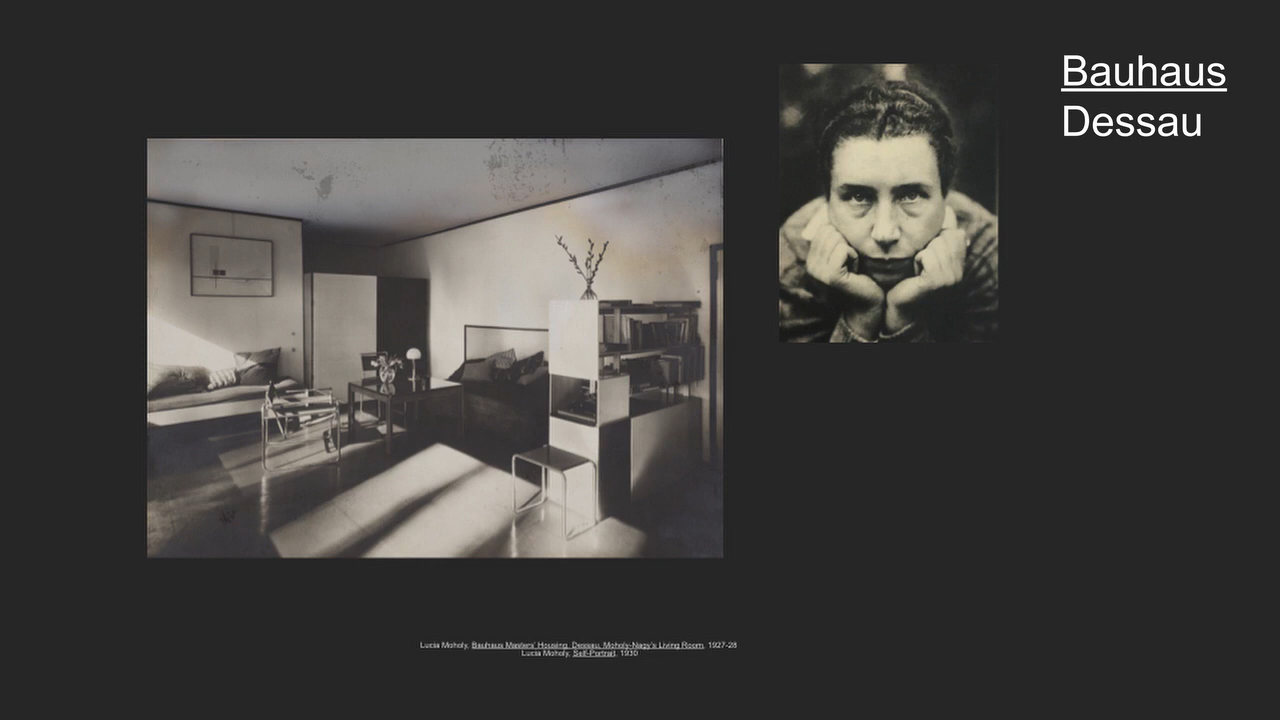 Bauhaus
Dessau
Lucia Moholy, Bauhaus Masters' Housing, Dessau, Moholy-Nagy's Living Room, 1927-28
Lucia Moholy, Self-Portrait, 1930